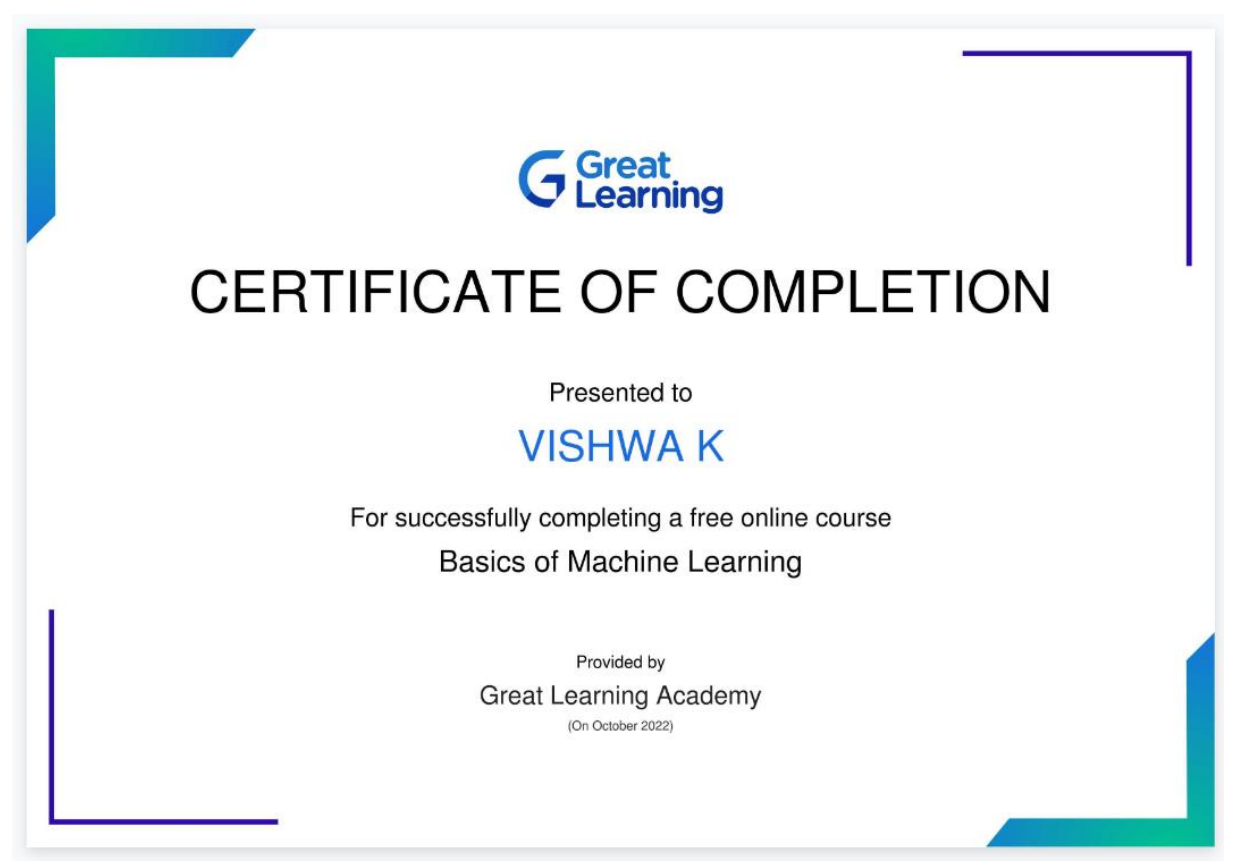 Great
Learning
CERTIFICATE OF COMPLETION
Presented to
VISHWA K
For successfully completing a free online course
Basics of Machine Learning
Provided by
Great Learning Academy
(On October 2022)